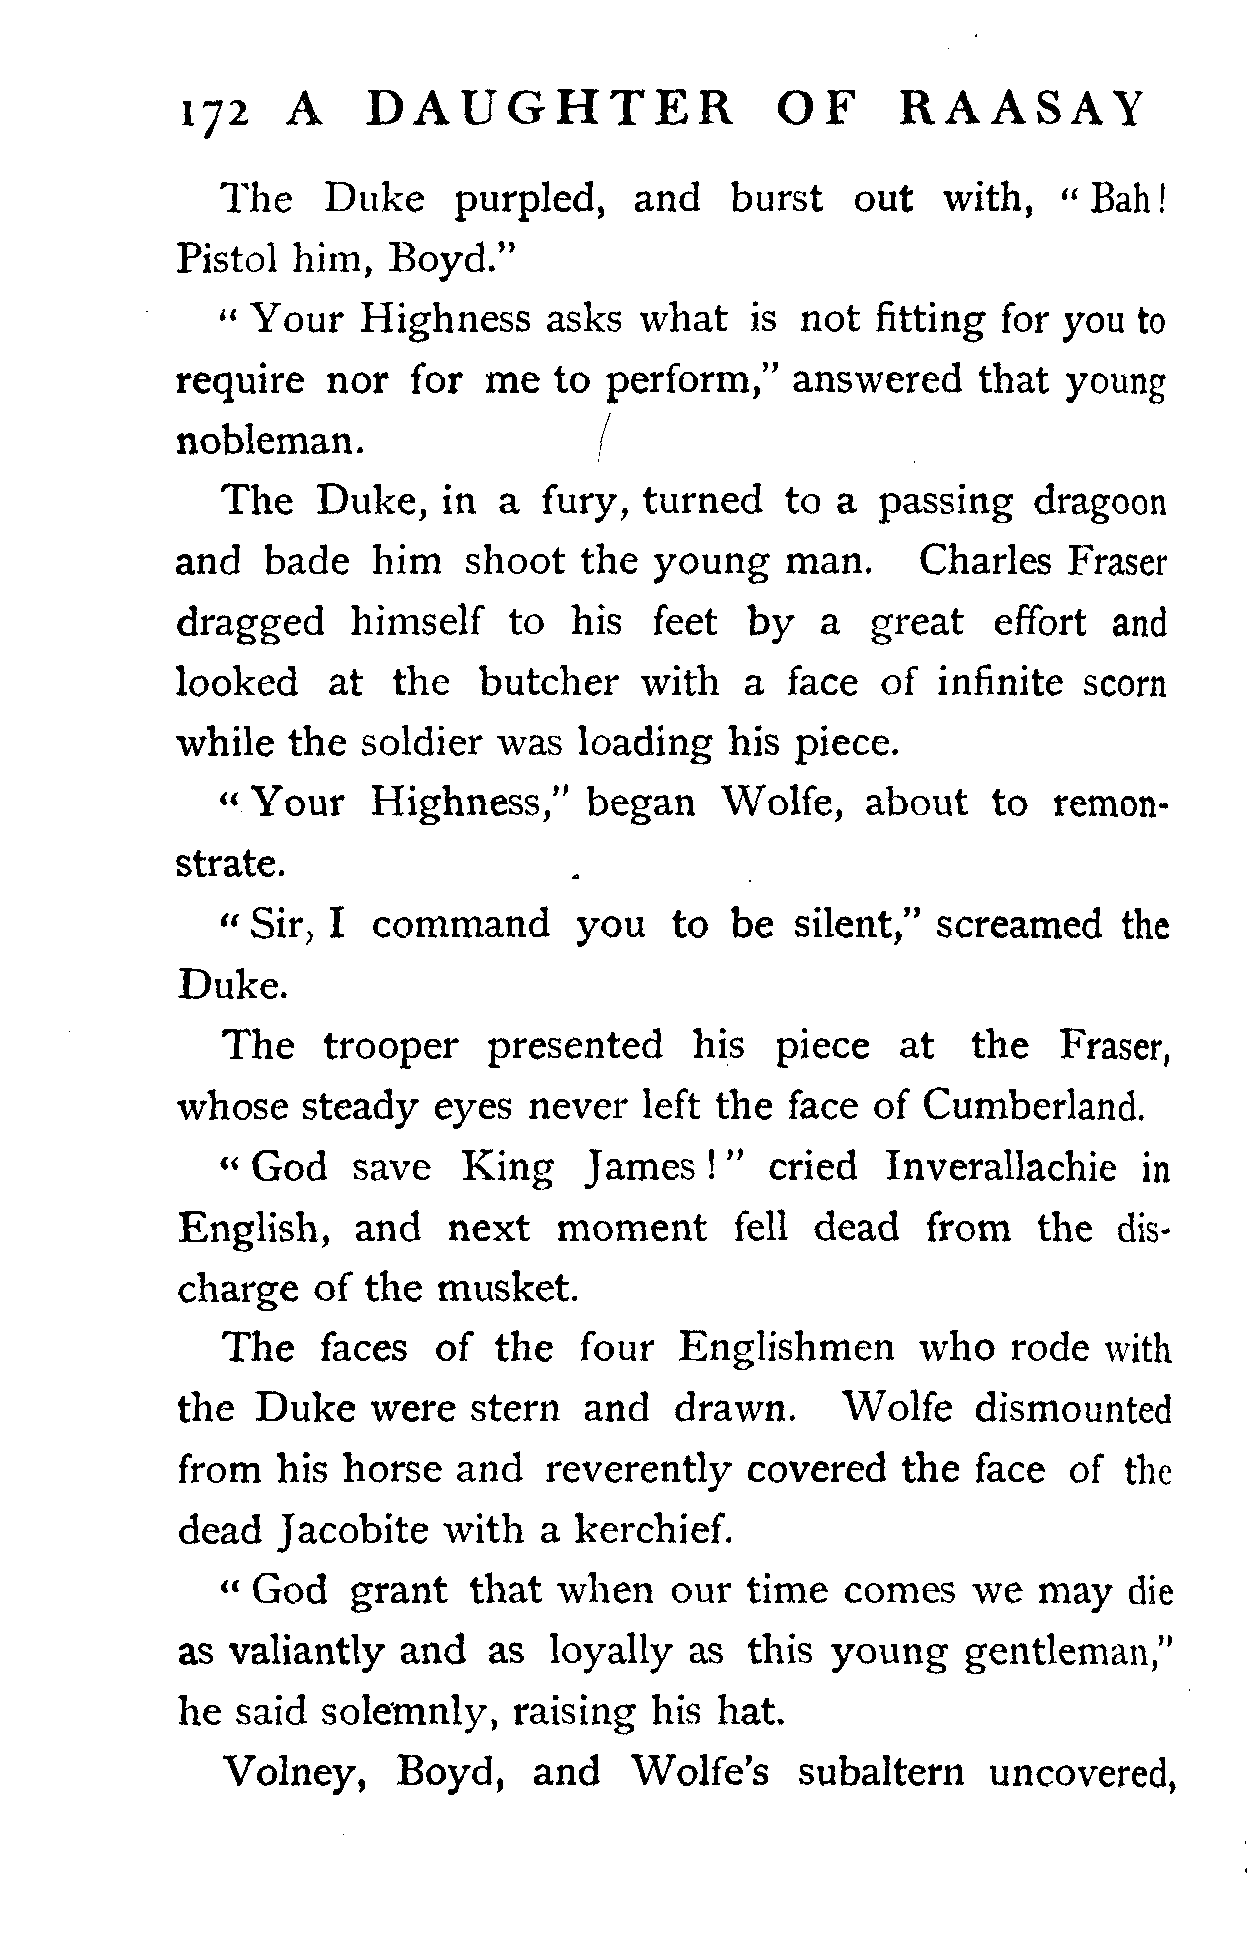 172 A DAUGHTER OF RAASAY
The Duke purpled, and burst out with, " Bah!
Pistol him, Boyd."
" Your Highness asks what is not fitting for you to
require nor for me to perform," answered that young
nobleman.
The Duke, in a fury, turned to a passing dragoon
and bade him shoot the young man. Charles Fraser
dragged himself to his feet by a great effort and
looked at the butcher with a face of infinite scorn
while the soldier was loading his piece.
" Your Highness," began Wolfe, about to remon-
strate.
" Sir, I command you to be silent," screamed the
Duke.
The trooper presented his piece at the Fraser,
whose steady eyes never left the face of Cumberland.
" God save King James ! " cried Inverallachie in
English, and next moment fell dead from the dis-
charge of the musket.
The faces of the four Englishmen who rode with
the Duke were stern and drawn. Wolfe dismounted
from his horse and reverently covered the face of the
dead Jacobite with a kerchief.
" God grant that when our time comes we may die
as valiantly and as loyally as this young gentleman,"
he said solemnly, raising his hat.
Volney, Boyd, and Wolfe's subaltern uncovered,